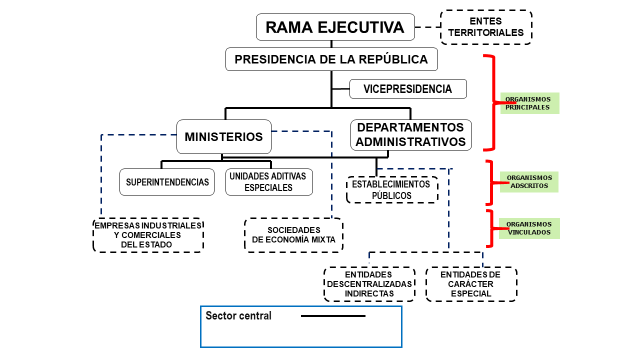 RAMA EJECUTIVA
ENTES
TERRITORIALES
PRESIDENCIA DE LA REPÚBLICA
VICEPRESIDENCIA
ORGANISMOS
PRINCIPALES
MINISTERIOS
DEPARTAMENTOS
ADMINISTRATIVOS
SUPERINTENDENCIAS
UNIDADES ADITIVAS
ESPECIALES
ESTABLECIMIENTOS
PÚBLICOS
ORGANISMOS
ADSCRITOS
EMPRESAS INDUSTRIALES
Y COMERCIALES
DEL ESTADO
SOCIEDADES
DE ECONOMÍA MIXTA
ORGANISMOS
VINCULADOS
ENTIDADES
DESCENTRALIZADAS
INDIRECTAS
ENTIDADES DE
CARÁCTER
ESPECIAL
Sector central